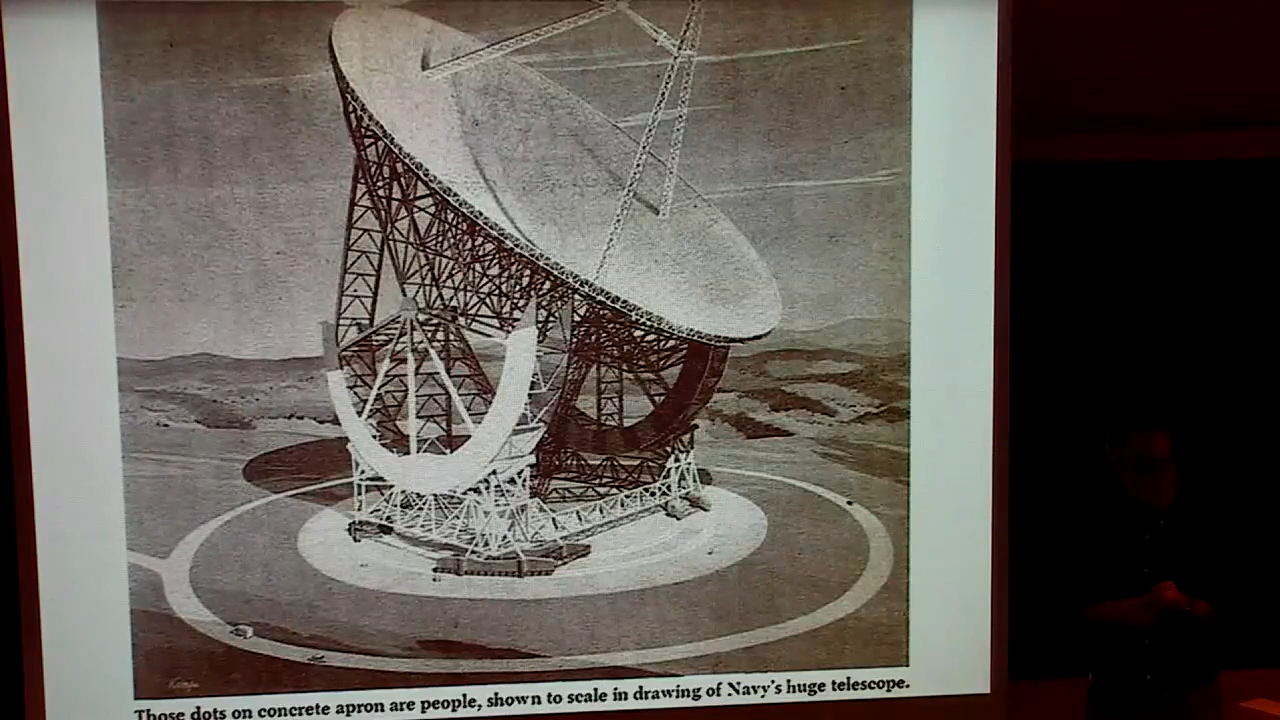 Those dots on concrete apron are people, shown to scale in drawing of Navy's huge telescope.